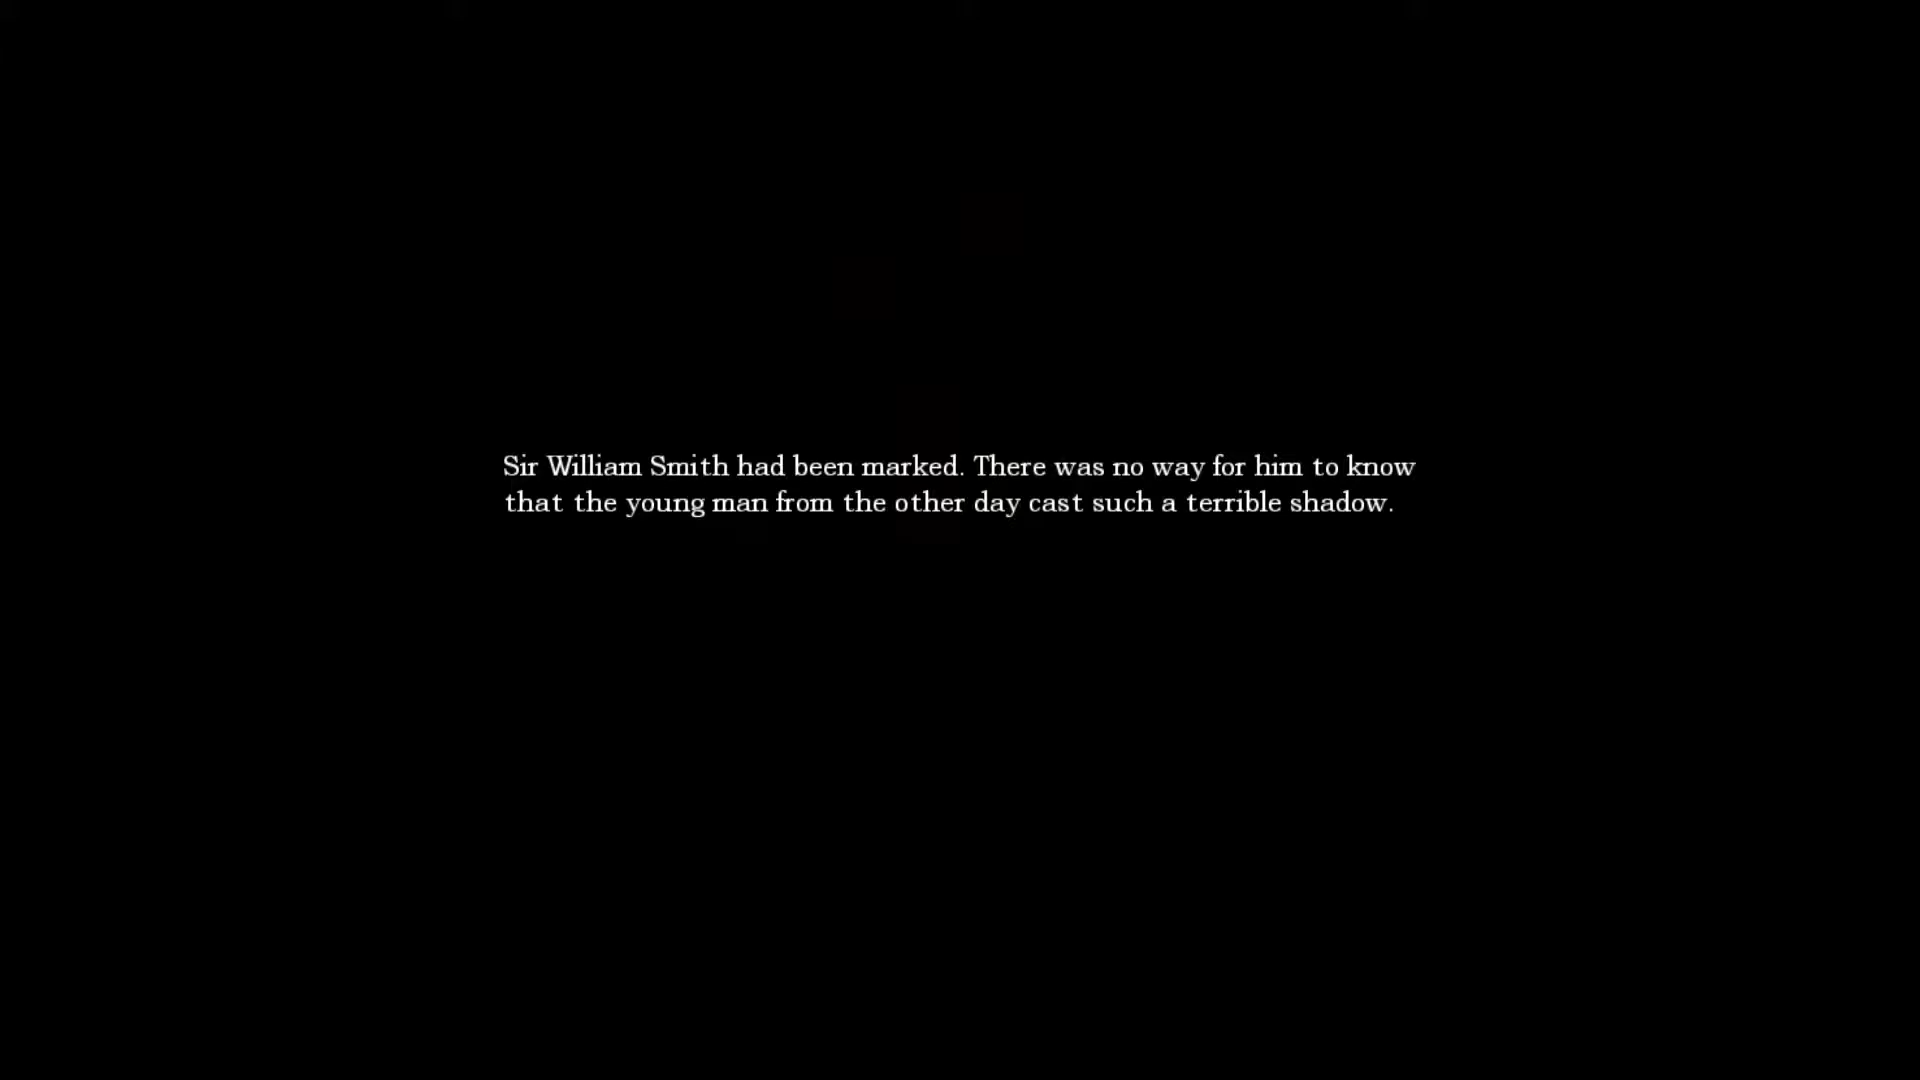 Sir William Smith had been marked. There was no way for him to know
that the young man from the other day cast such a terrible shadow.